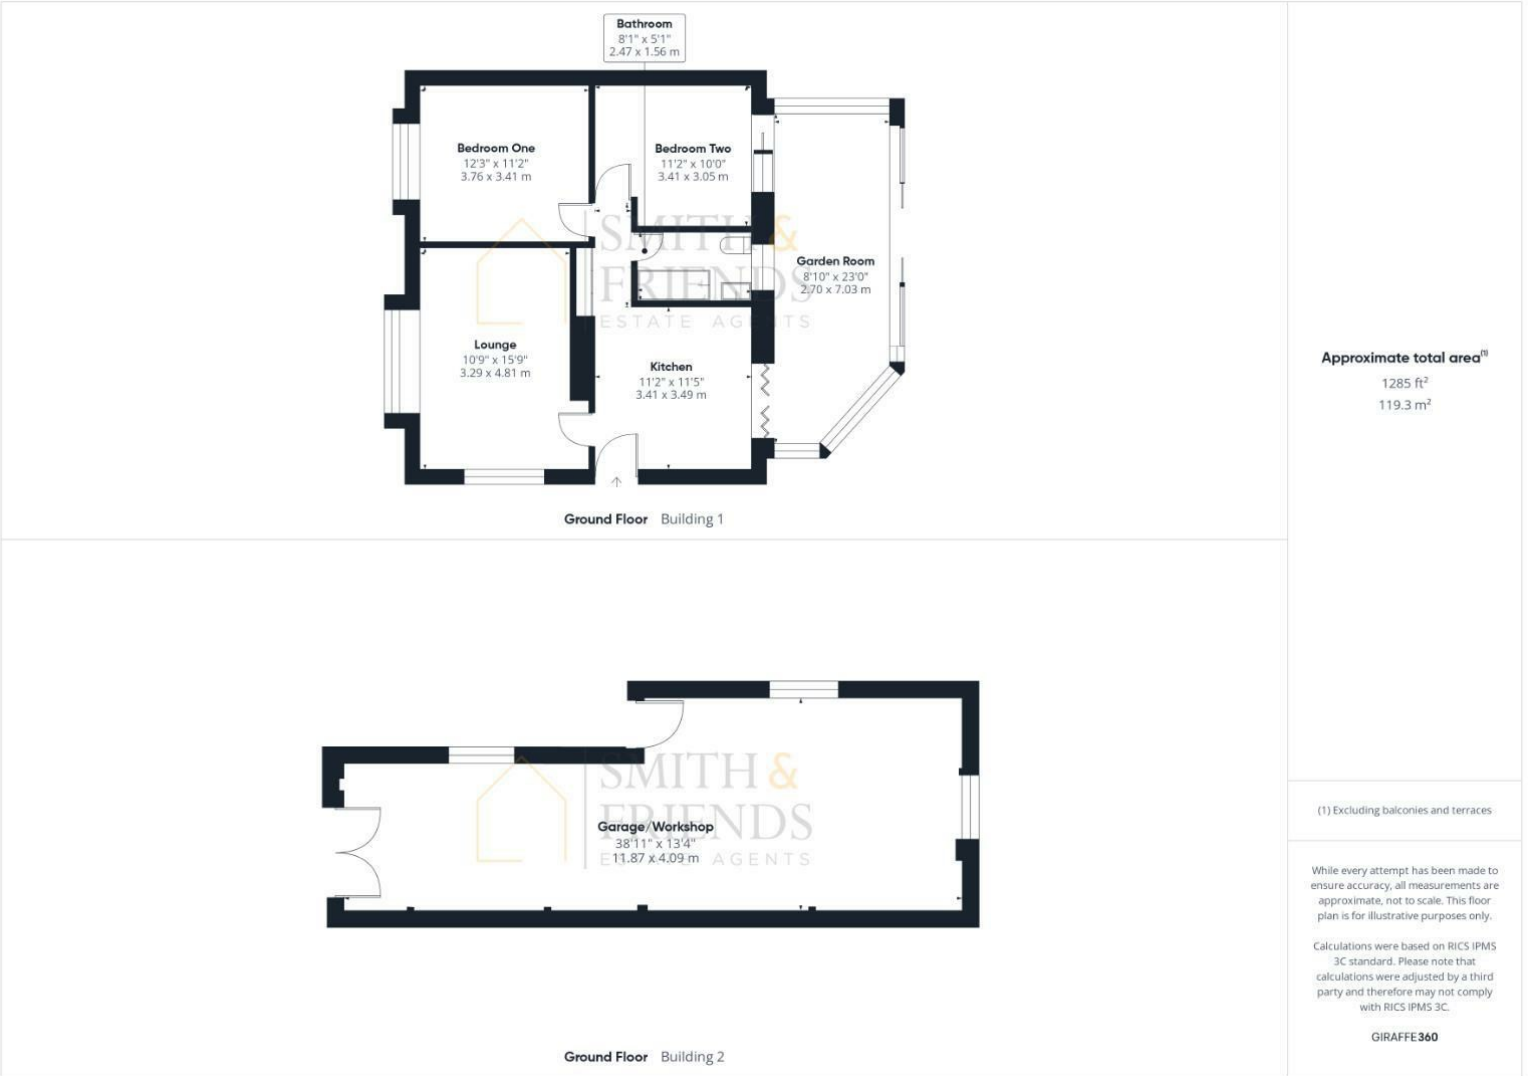 Bathroom
8'1" x 5'1"
2.47 x 1.56 m
Bedroom One
12'3" x 11'2"
3.76 x 3.41 m
Bedroom Two
11'2" x 10'0"
3.41 x 3.05 m
SMITH &
FRIENDS
ESTATE AGENTS
Garden Room
8'10" x 23'0"
2.70 x 7.03 m
Lounge
10'9" x 15'9"
3.29 x 4.81 m
Kitchen
11'2" x 11'5"
3.41 x 3.49 m
Ground Floor Building 1
SMITH &
FRIENDS
ESTATE AGENTS
Garage/Workshop
38'11" x 13'4"
11.87 x 4.09 m
Ground Floor Building 2
Approximate total area(1)
1285 ft²
119.3 m²
(1) Excluding balconies and terraces
While every attempt has been made to
ensure accuracy, all measurements are
approximate, not to scale. This floor
plan is for illustrative purposes only.
Calculations were based on RICS IPMS
3C standard. Please note that
calculations were adjusted by a third
party and therefore may not comply
with RICS IPMS 3C.
GIRAFFE360